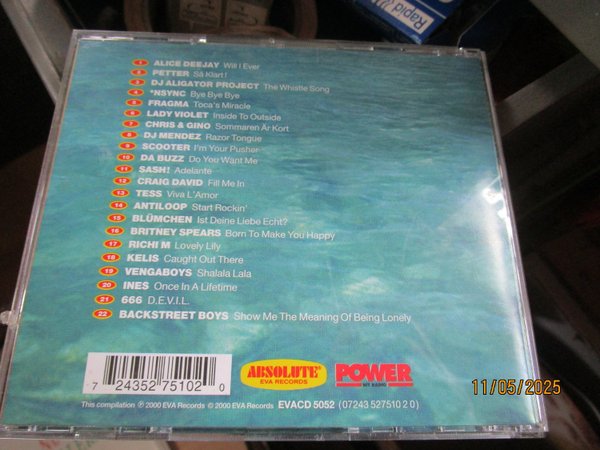 Rapid
1 ALICE DEEJAY Will I Ever
2 PETTER Så Klart!
3 DJ ALIGATOR PROJECT The Whistle Song
4 *NSYNC Bye Bye Bye
5 FRAGMA Toca's Miracle
6 LADY VIOLET Inside To Outside
7 CHRIS & GINO Sommaren Är Kort
8 DJ MENDEZ Razor Tongue
9 SCOOTER I'm Your Pusher
10 DA BUZZ Do You Want Me
11 SASH! Adelante
12 CRAIG DAVID Fill Me In
13 TESS Viva L'Amor
14 ANTILOOP Start Rockin'
15 BLÜMCHEN Ist Deine Liebe Echt?
16 BRITNEY SPEARS Born To Make You Happy
17 RICHI M Lovely Lily
18 KELIS Caught Out There
19 VENGABOYS Shalala Lala
20 INES Once In A Lifetime
21 666 D.E.V.I.L.
22 BACKSTREET BOYS Show Me The Meaning Of Being Lonely
7 24352 75102 0
ABSOLUTE
EVA RECORDS
POWER
HIT RADIO
This compilation ℗ 2000 EVA Records © 2000 EVA Records EVACD 5052 (07243 527510 2 0)
11/05/2025